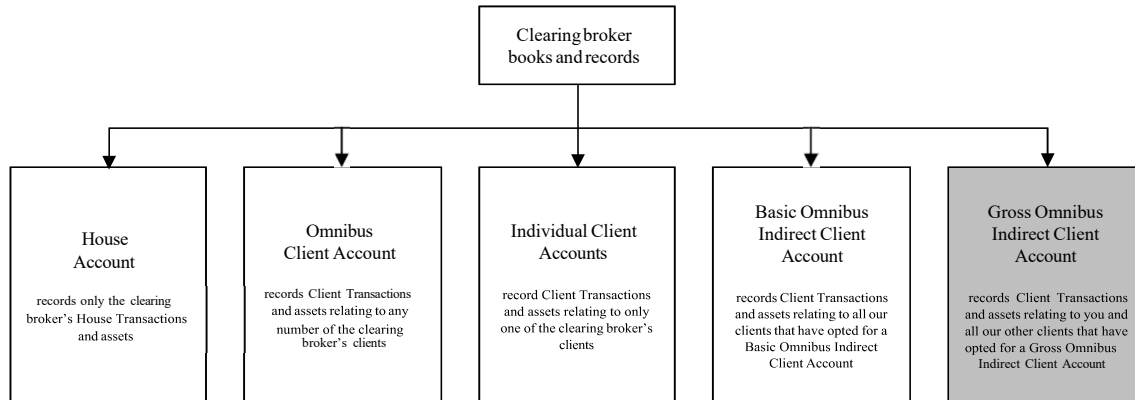 Clearing broker
books and records
House
Account
records only the clearing
broker's House Transactions
and assets
Omnibus
Client Account
records Client Transactions
and assets relating to any
number of the clearing
broker's clients
Individual Client
Accounts
record Client Transactions
and assets relating to only
one of the clearing broker's
clients
Basic Omnibus
Indirect Client
Account
records Client Transactions
and assets relating to all our
clients that have opted for a
Basic Omnibus Indirect
Client Account
Gross Omnibus
Indirect Client
Account
records Client Transactions
and assets relating to you and
all our other clients that have
opted for a Gross Omnibus
Indirect Client Account